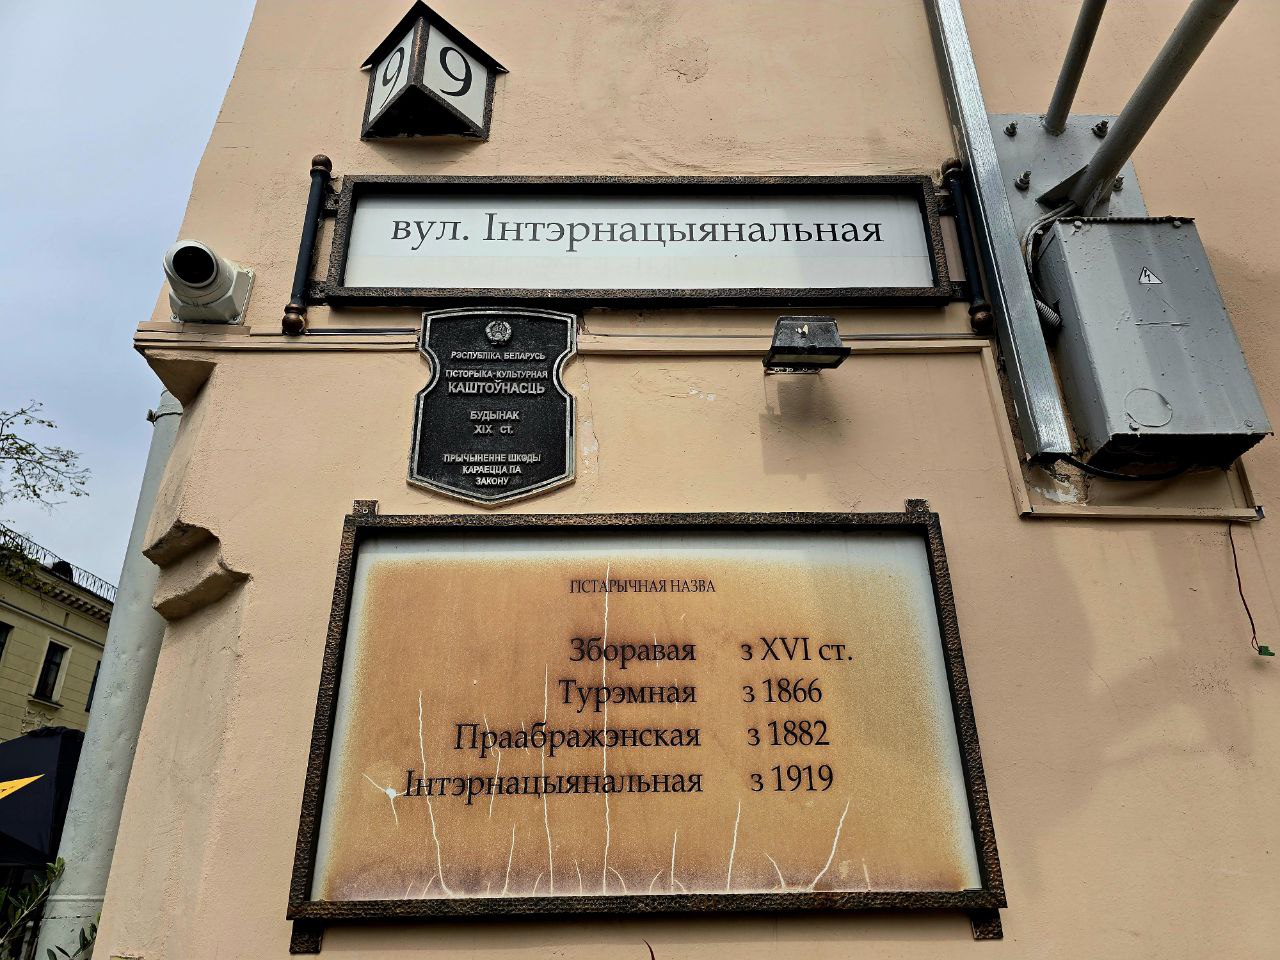 9 9
вул. Інтэрнацыянальная
РЭСПУБЛІКА БЕЛАРУСЬ
ГІСТОРЫКА-КУЛЬТУРНАЯ
КАШТОЎНАСЦЬ
БУДЫНАК
XIX СТ.
ПРЫЧЫНЕННЕ ШКОДЫ
КАРАЕЦЦА ПА
ЗАКОНУ
ГІСТАРЫЧНАЯ НАЗВА
Зборавая з XVI ст.
Турэмная з 1866
Праабражэнская з 1882
Інтэрнацыянальная з 1919